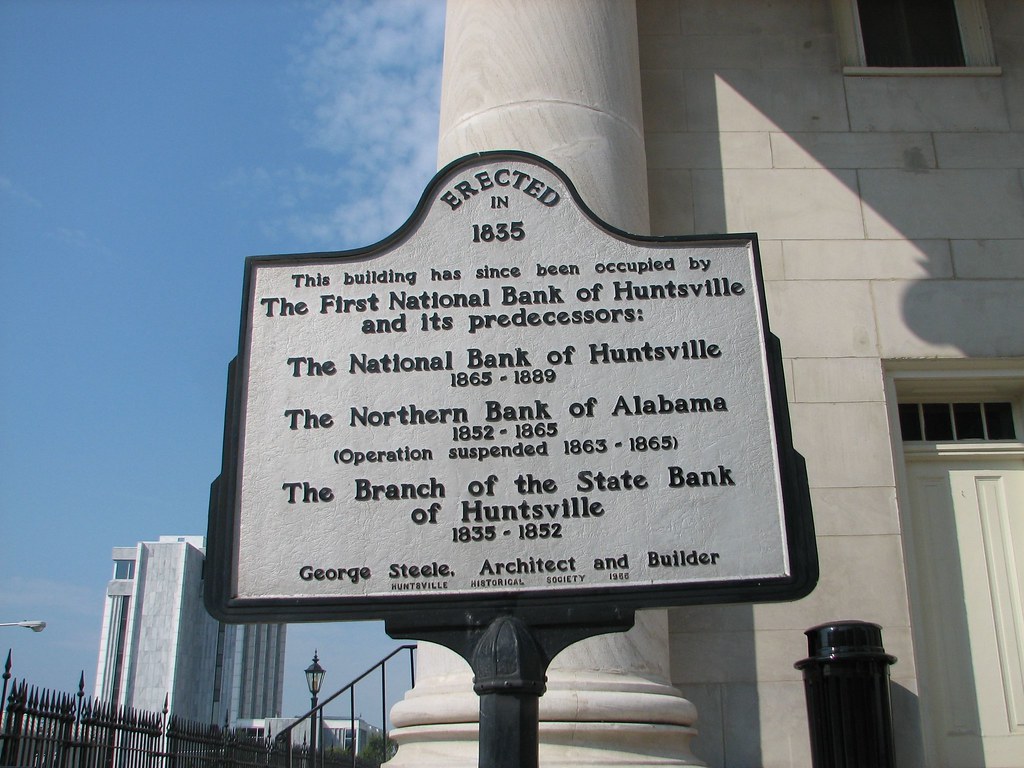 ERECTED
IN
1835
This building has since been occupied by
The First National Bank of Huntsville
and its predecessors:
The National Bank of Huntsville
1865 - 1889
The Northern Bank of Alabama
1852 - 1865
(Operation suspended 1863 - 1865)
The Branch of the State Bank
of Huntsville
1835 - 1852
George Steele, Architect and Builder
HUNTSVILLE HISTORICAL SOCIETY